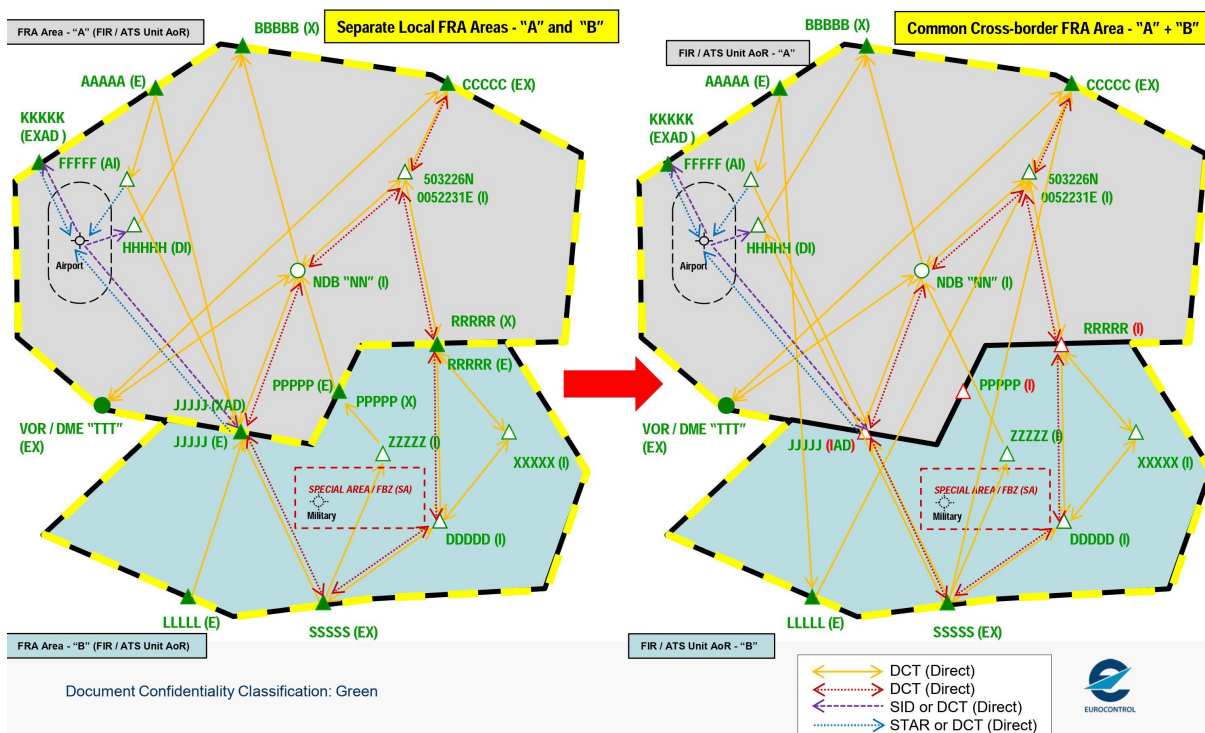 FRA Area - “A” (FIR / ATS Unit AoR)
BBBBB (X)
Separate Local FRA Areas - “A” and “B”
AAAAA (E)
CCCCC (EX)
KKKKK
(EXAD )
FFFFF (AI)
503226N
0052231E (I)
HHHHH (DI)
Airport
NDB “NN” (I)
RRRRR (X)
RRRRR (E)
PPPPP (E)
PPPPP (X)
JJJJJ (XAD)
JJJJJ (E)
VOR / DME “TTT”
(EX)
ZZZZZ (I)
XXXXX (I)
SPECIAL AREA / FBZ (SA)
Military
DDDDD (I)
LLLLL (E)
SSSSS (EX)
FRA Area - “B” (FIR / ATS Unit AoR)
BBBBB (X)
Common Cross-border FRA Area - “A” + “B”
FIR / ATS Unit AoR - “A”
AAAAA (E)
CCCCC (EX)
KKKKK
(EXAD)
FFFFF (AI)
503226N
0052231E (I)
HHHHH (DI)
Airport
NDB “NN” (I)
RRRRR (I)
PPPPP (I)
JJJJJ (IAD)
VOR / DME “TTT”
(EX)
ZZZZZ (I)
XXXXX (I)
SPECIAL AREA / FBZ (SA)
Military
DDDDD (I)
LLLLL (E)
SSSSS (EX)
FIR / ATS Unit AoR - “B”
Document Confidentiality Classification: Green
DCT (Direct)
DCT (Direct)
SID or DCT (Direct)
STAR or DCT (Direct)
EUROCONTROL